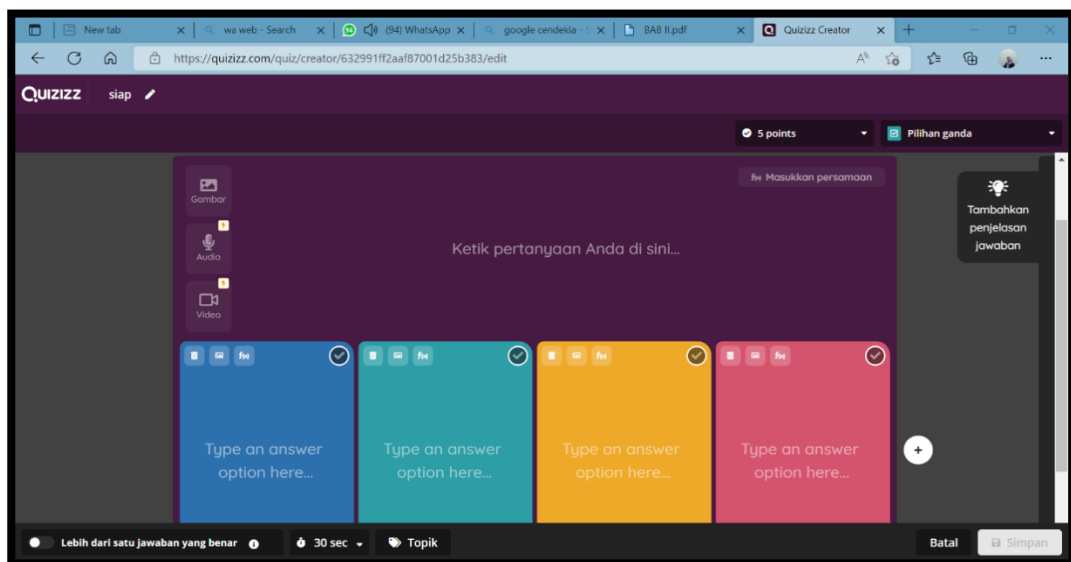 New tab
wa web - Search
(94) WhatsApp
google cendekia -
BAB II.pdf
Quizizz Creator
https://quizizz.com/quiz/creator/632991ff2aaf87001d25b383/edit
QUIZIZZ
siap
5 points
Pilihan ganda
Gambar
Audio
Video
f(x) Masukkan persamaan
Ketik pertanyaan Anda di sini...
Tambahkan
penjelasan
jawaban
f(x)
f(x)
f(x)
f(x)
Type an answer
option here...
Type an answer
option here...
Type an answer
option here...
Type an answer
option here...
Lebih dari satu jawaban yang benar
30 sec
Topik
Batal
Simpan